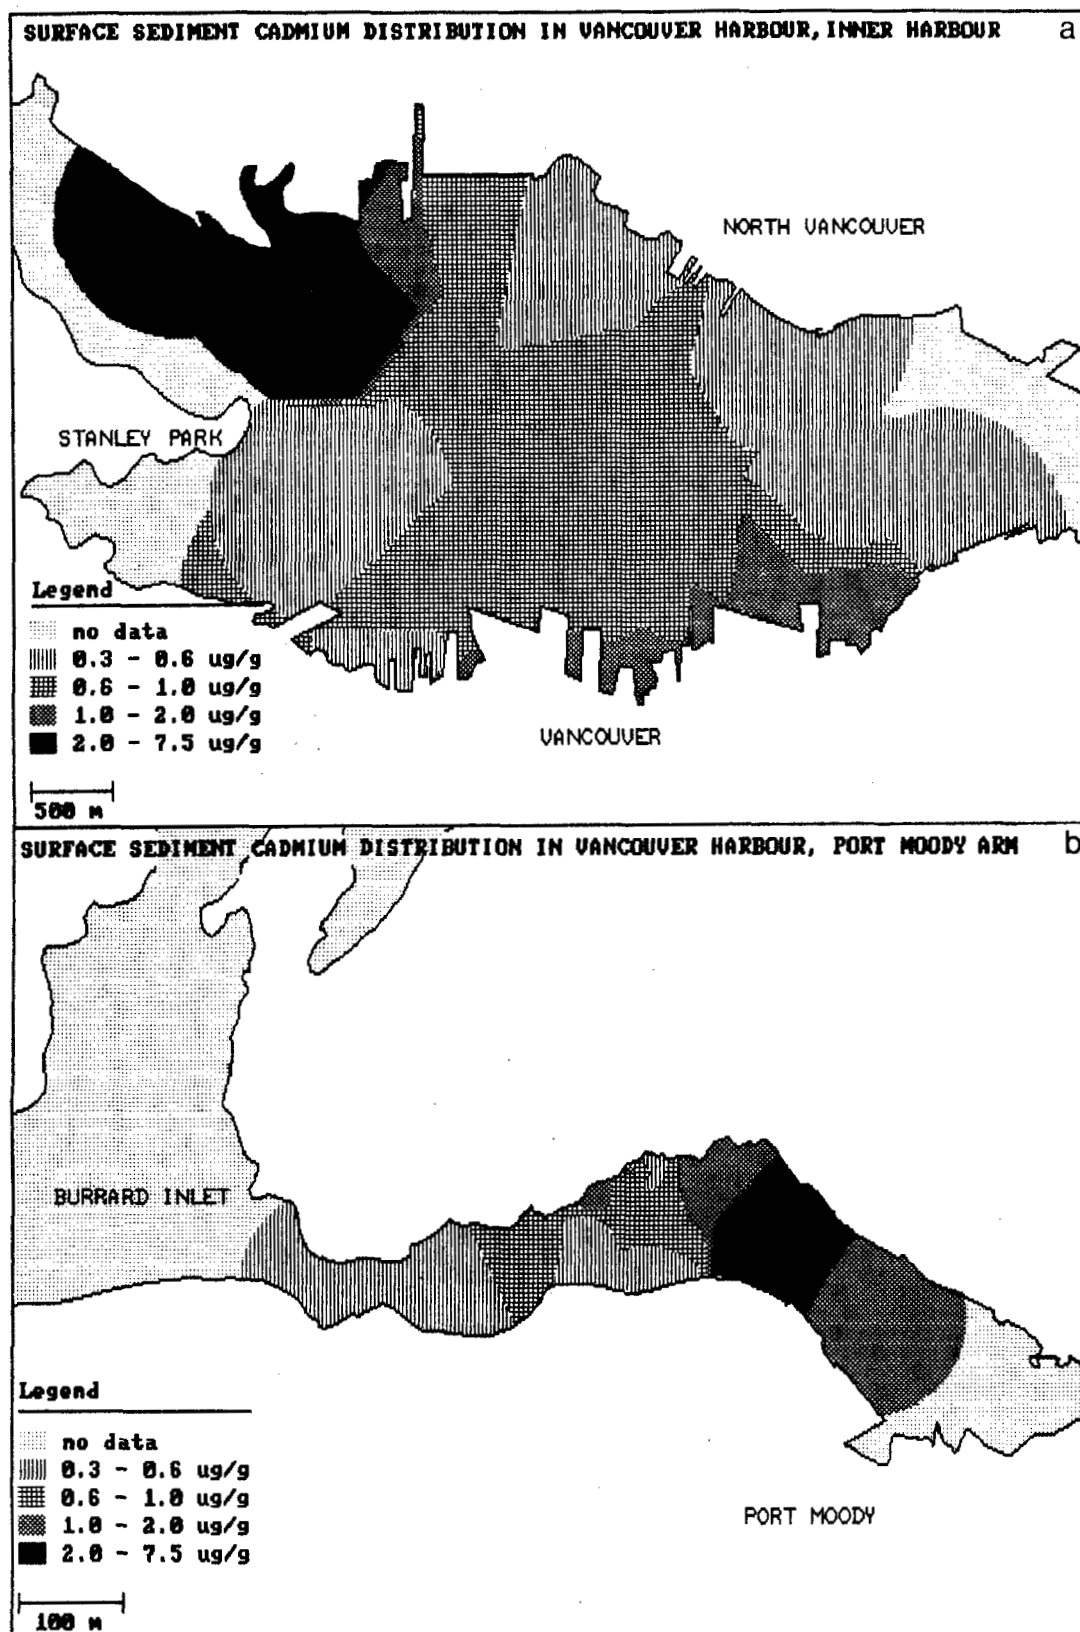 SURFACE SEDIMENT CADMIUM DISTRIBUTION IN VANCOUVER HARBOUR, INNER HARBOUR a
NORTH VANCOUVER
STANLEY PARK
Legend
no data
0.3 - 0.6 ug/g
0.6 - 1.0 ug/g
1.0 - 2.0 ug/g
2.0 - 7.5 ug/g
VANCOUVER
500 m
SURFACE SEDIMENT CADMIUM DISTRIBUTION IN VANCOUVER HARBOUR, PORT MOODY ARM b
BURRARD INLET
Legend
no data
0.3 - 0.6 ug/g
0.6 - 1.0 ug/g
1.0 - 2.0 ug/g
2.0 - 7.5 ug/g
PORT MOODY
100 m